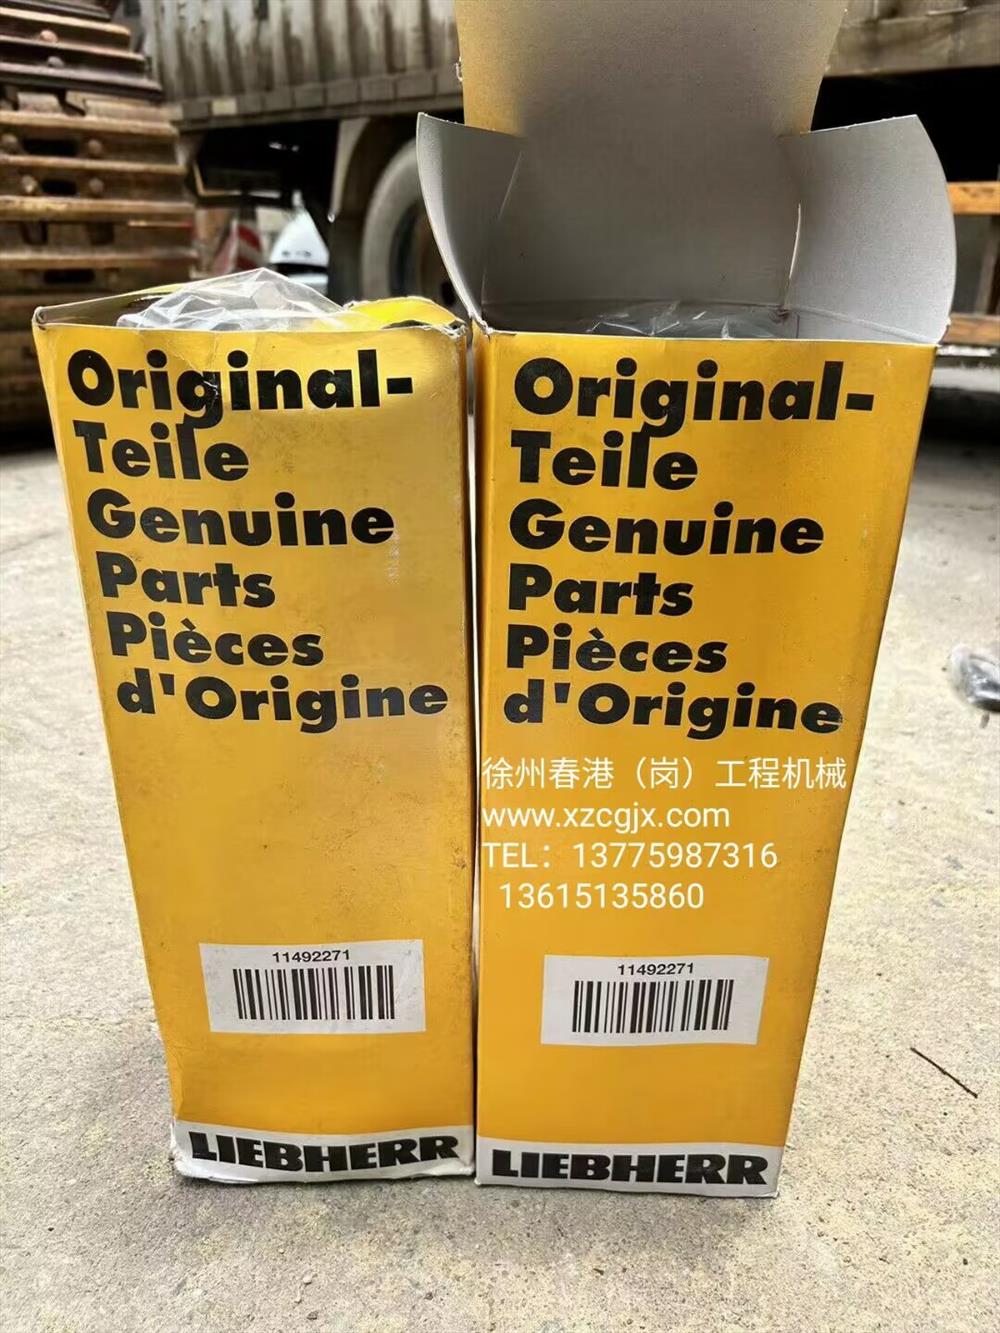 Original-
Teile
Genuine
Parts
Pièces
d'Origine
11492271
LIEBHERR
Original-
Teile
Genuine
Parts
Pièces
d'Origine
徐州春港（岗）工程机械
www.xzcgjx.com
TEL：13775987316
13615135860
11492271
LIEBHERR